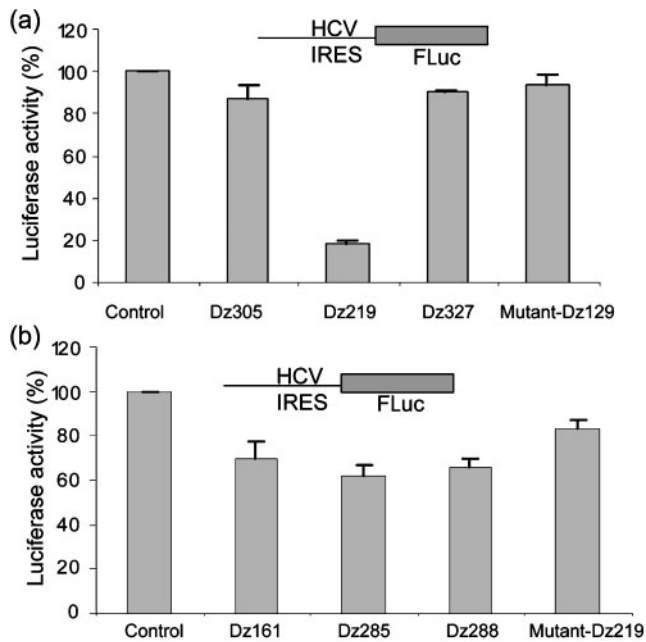 (a)
HCV
IRES
FLuc
Luciferase activity (%)
120
100
80
60
40
20
0
Control Dz305 Dz219 Dz327 Mutant-Dz129
(b)
HCV
IRES
FLuc
Luciferase activity (%)
120
100
80
60
40
20
0
Control Dz161 Dz285 Dz288 Mutant-Dz219